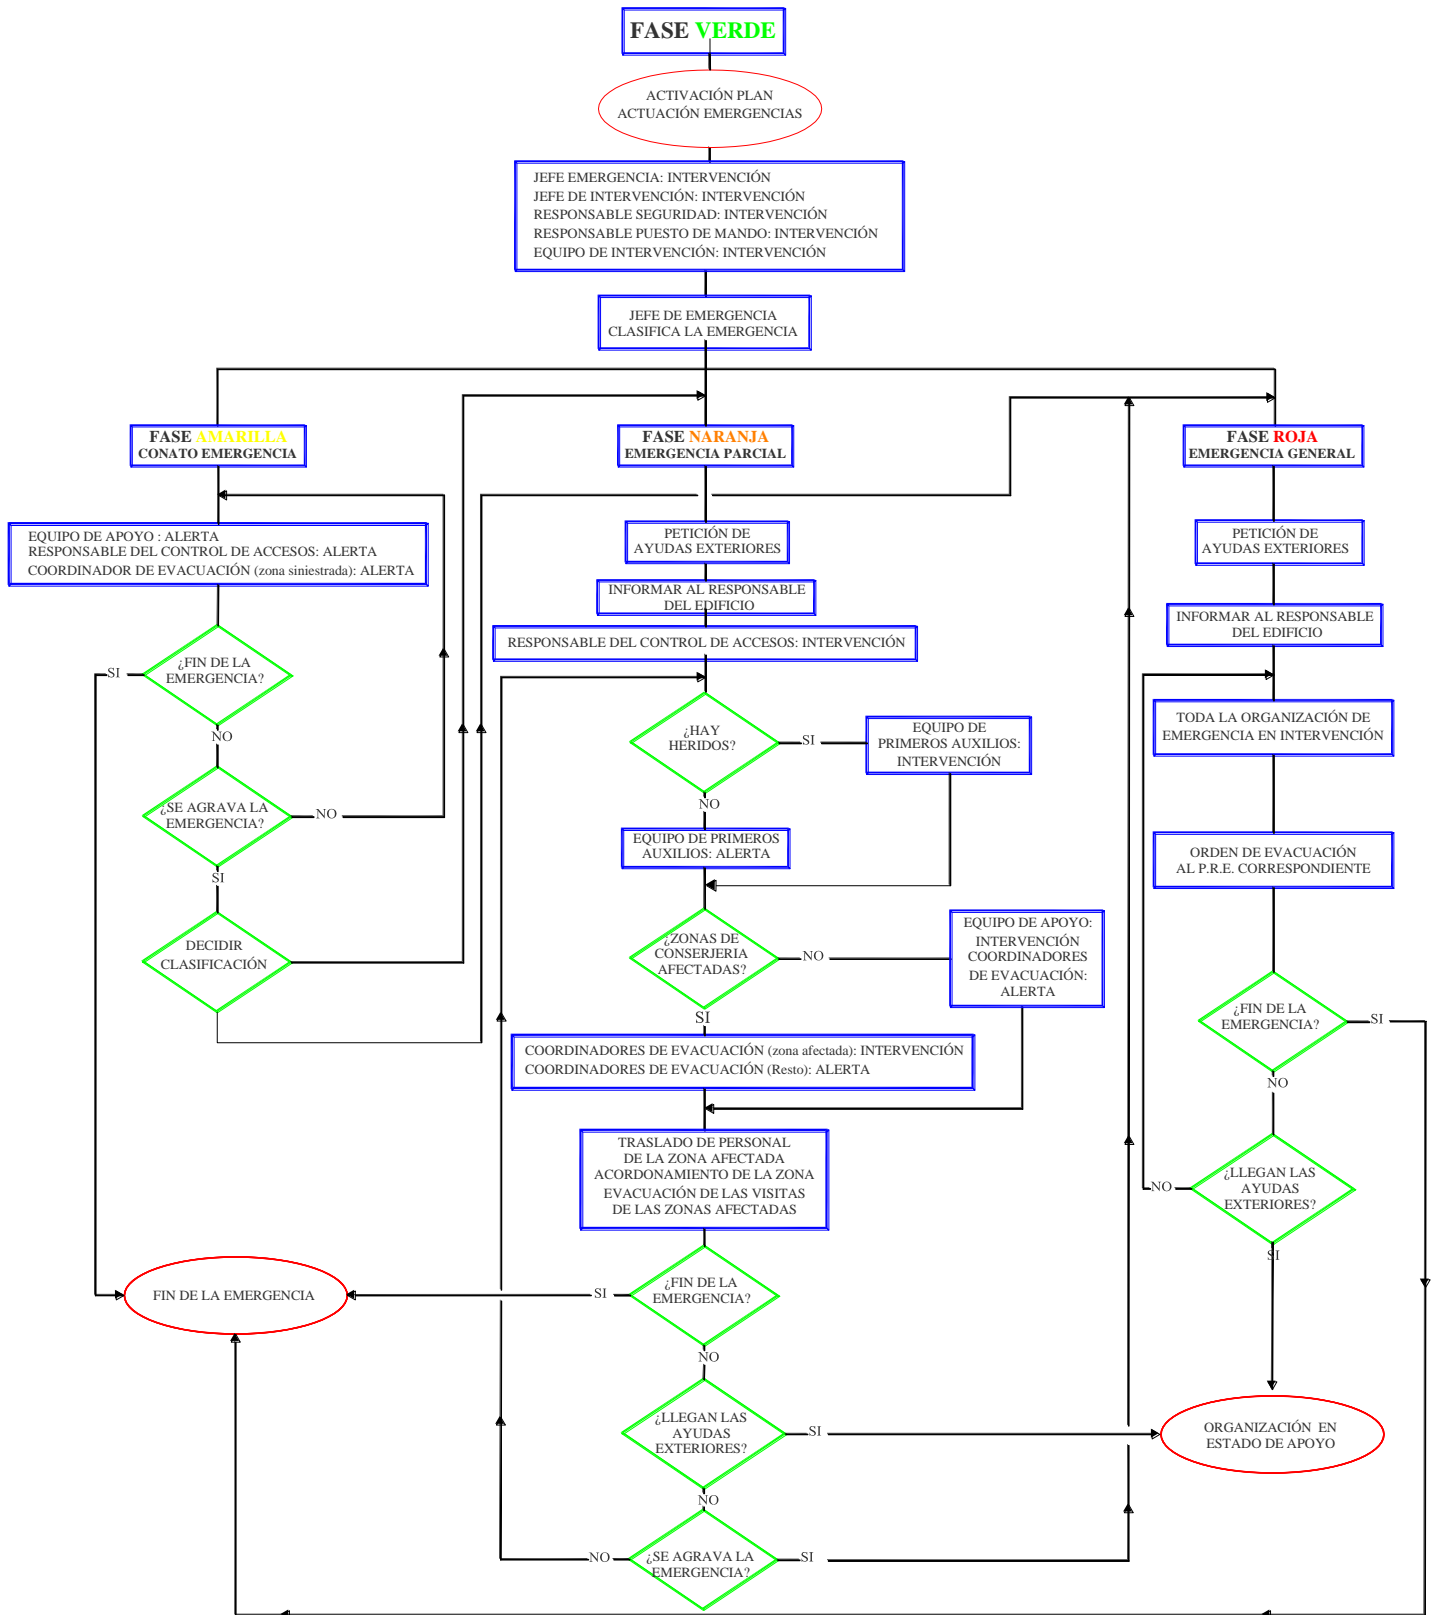 FASE VERDE
ACTIVACIÓN PLAN
ACTUACIÓN EMERGENCIAS
JEFE EMERGENCIA: INTERVENCIÓN
JEFE DE INTERVENCIÓN: INTERVENCIÓN
RESPONSABLE SEGURIDAD: INTERVENCIÓN
RESPONSABLE PUESTO DE MANDO: INTERVENCIÓN
EQUIPO DE INTERVENCIÓN: INTERVENCIÓN
JEFE DE EMERGENCIA
CLASIFICA LA EMERGENCIA
FASE AMARILLA
CONATO EMERGENCIA
EQUIPO DE APOYO : ALERTA
RESPONSABLE DEL CONTROL DE ACCESOS: ALERTA
COORDINADOR DE EVACUACIÓN (zona siniestrada): ALERTA
¿FIN DE LA
EMERGENCIA?
SI
NO
¿SE AGRAVA LA
EMERGENCIA?
NO
SI
DECIDIR
CLASIFICACIÓN
FIN DE LA EMERGENCIA
FASE NARANJA
EMERGENCIA PARCIAL
PETICIÓN DE
AYUDAS EXTERIORES
INFORMAR AL RESPONSABLE
DEL EDIFICIO
RESPONSABLE DEL CONTROL DE ACCESOS: INTERVENCIÓN
¿HAY
HERIDOS?
SI
EQUIPO DE
PRIMEROS AUXILIOS:
INTERVENCIÓN
NO
EQUIPO DE PRIMEROS
AUXILIOS: ALERTA
¿ZONAS DE
CONSERJERIA
AFECTADAS?
NO
EQUIPO DE APOYO:
INTERVENCIÓN
COORDINADORES
DE EVACUACIÓN:
ALERTA
SI
COORDINADORES DE EVACUACIÓN (zona afectada): INTERVENCIÓN
COORDINADORES DE EVACUACIÓN (Resto): ALERTA
TRASLADO DE PERSONAL
DE LA ZONA AFECTADA
ACORDONAMIENTO DE LA ZONA
EVACUACIÓN DE LAS VISITAS
DE LAS ZONAS AFECTADAS
¿FIN DE LA
EMERGENCIA?
SI
NO
¿LLEGAN LAS
AYUDAS
EXTERIORES?
SI
NO
¿SE AGRAVA LA
EMERGENCIA?
NO
SI
FASE ROJA
EMERGENCIA GENERAL
PETICIÓN DE
AYUDAS EXTERIORES
INFORMAR AL RESPONSABLE
DEL EDIFICIO
TODA LA ORGANIZACIÓN DE
EMERGENCIA EN INTERVENCIÓN
ORDEN DE EVACUACIÓN
AL P.R.E. CORRESPONDIENTE
¿FIN DE LA
EMERGENCIA?
SI
NO
¿LLEGAN LAS
AYUDAS
EXTERIORES?
NO
SI
ORGANIZACIÓN EN
ESTADO DE APOYO